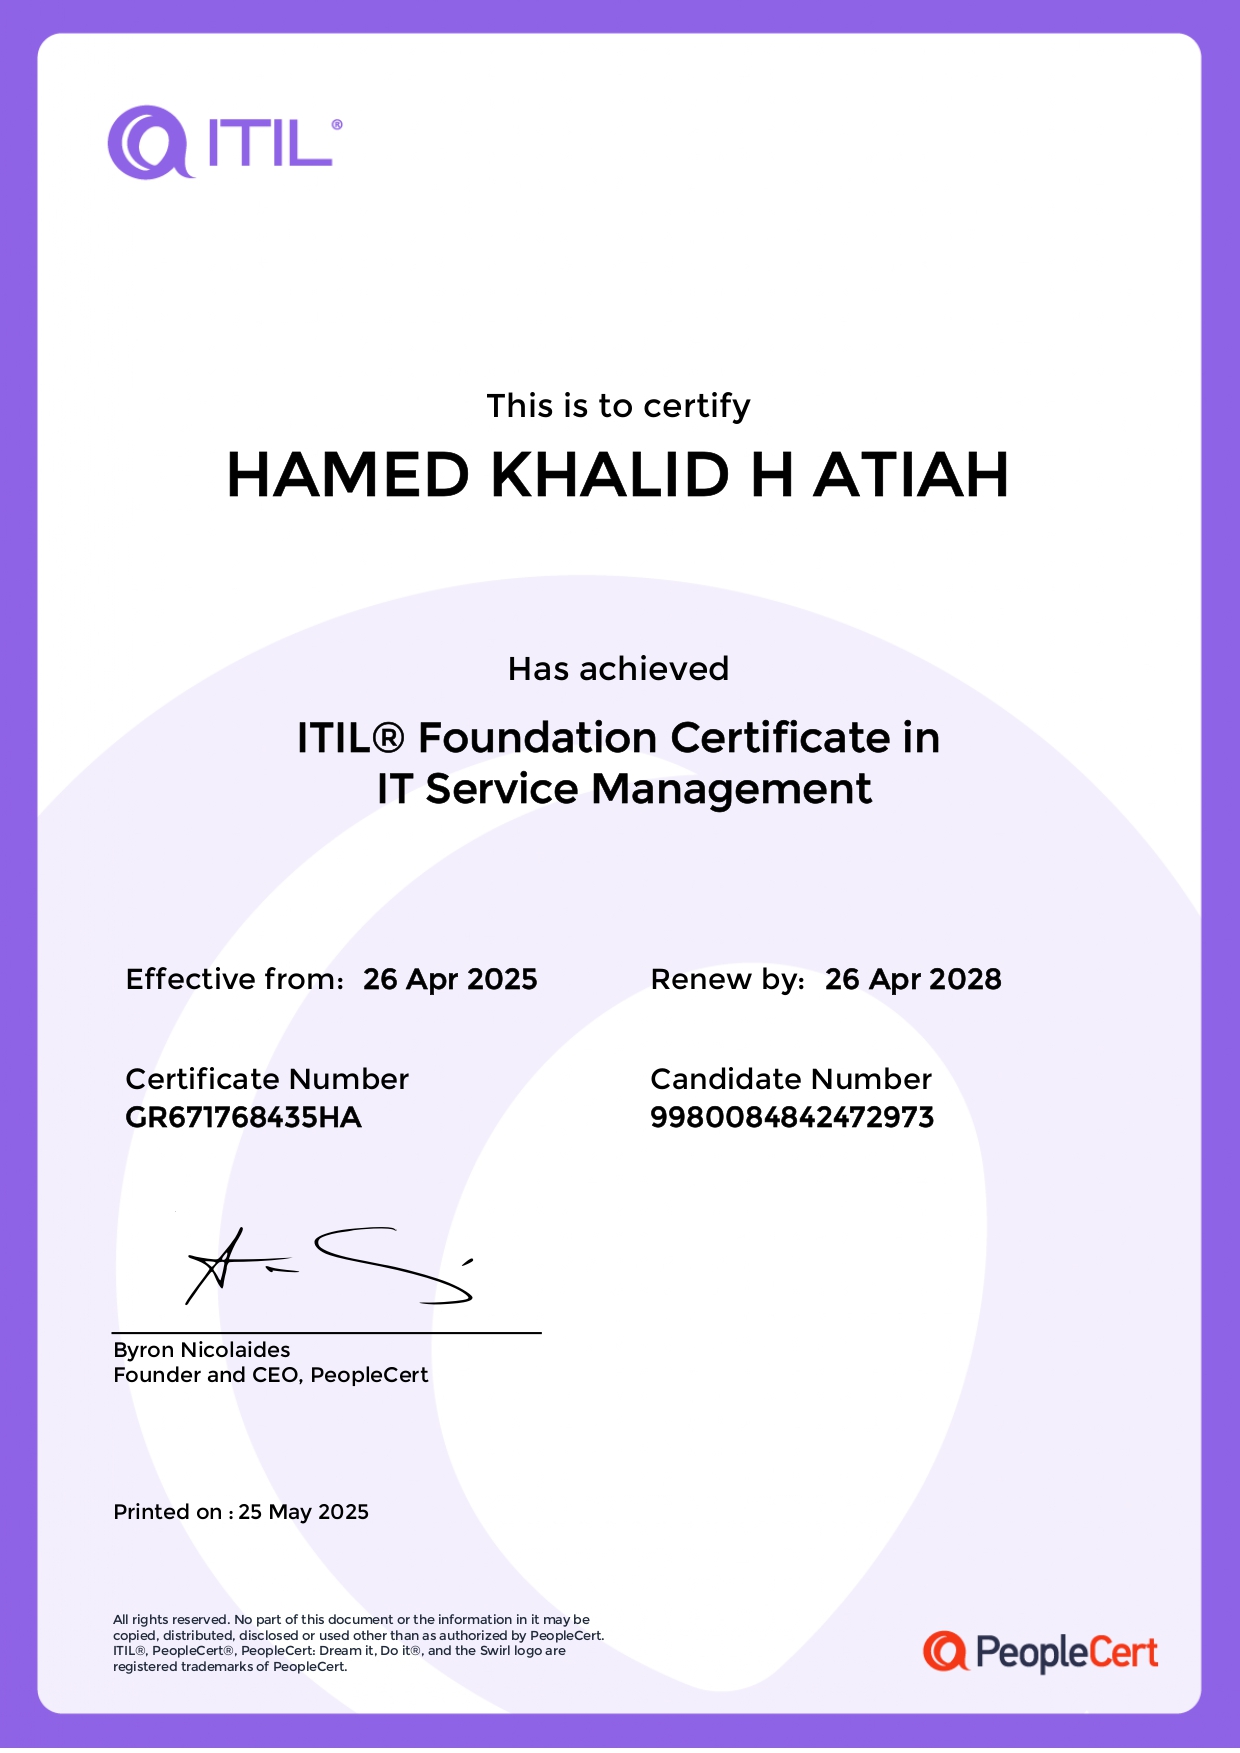 ITIL®
This is to certify
HAMED KHALID H ATIAH
Has achieved
ITIL® Foundation Certificate in
IT Service Management
Effective from: 26 Apr 2025
Renew by: 26 Apr 2028
Certificate Number
GR671768435HA
Candidate Number
9980084842472973
Byron Nicolaides
Founder and CEO, PeopleCert
Printed on : 25 May 2025
All rights reserved. No part of this document or the information in it may be
copied, distributed, disclosed or used other than as authorized by PeopleCert.
ITIL®, PeopleCert®, PeopleCert: Dream it, Do it®, and the Swirl logo are
registered trademarks of PeopleCert.
PeopleCert